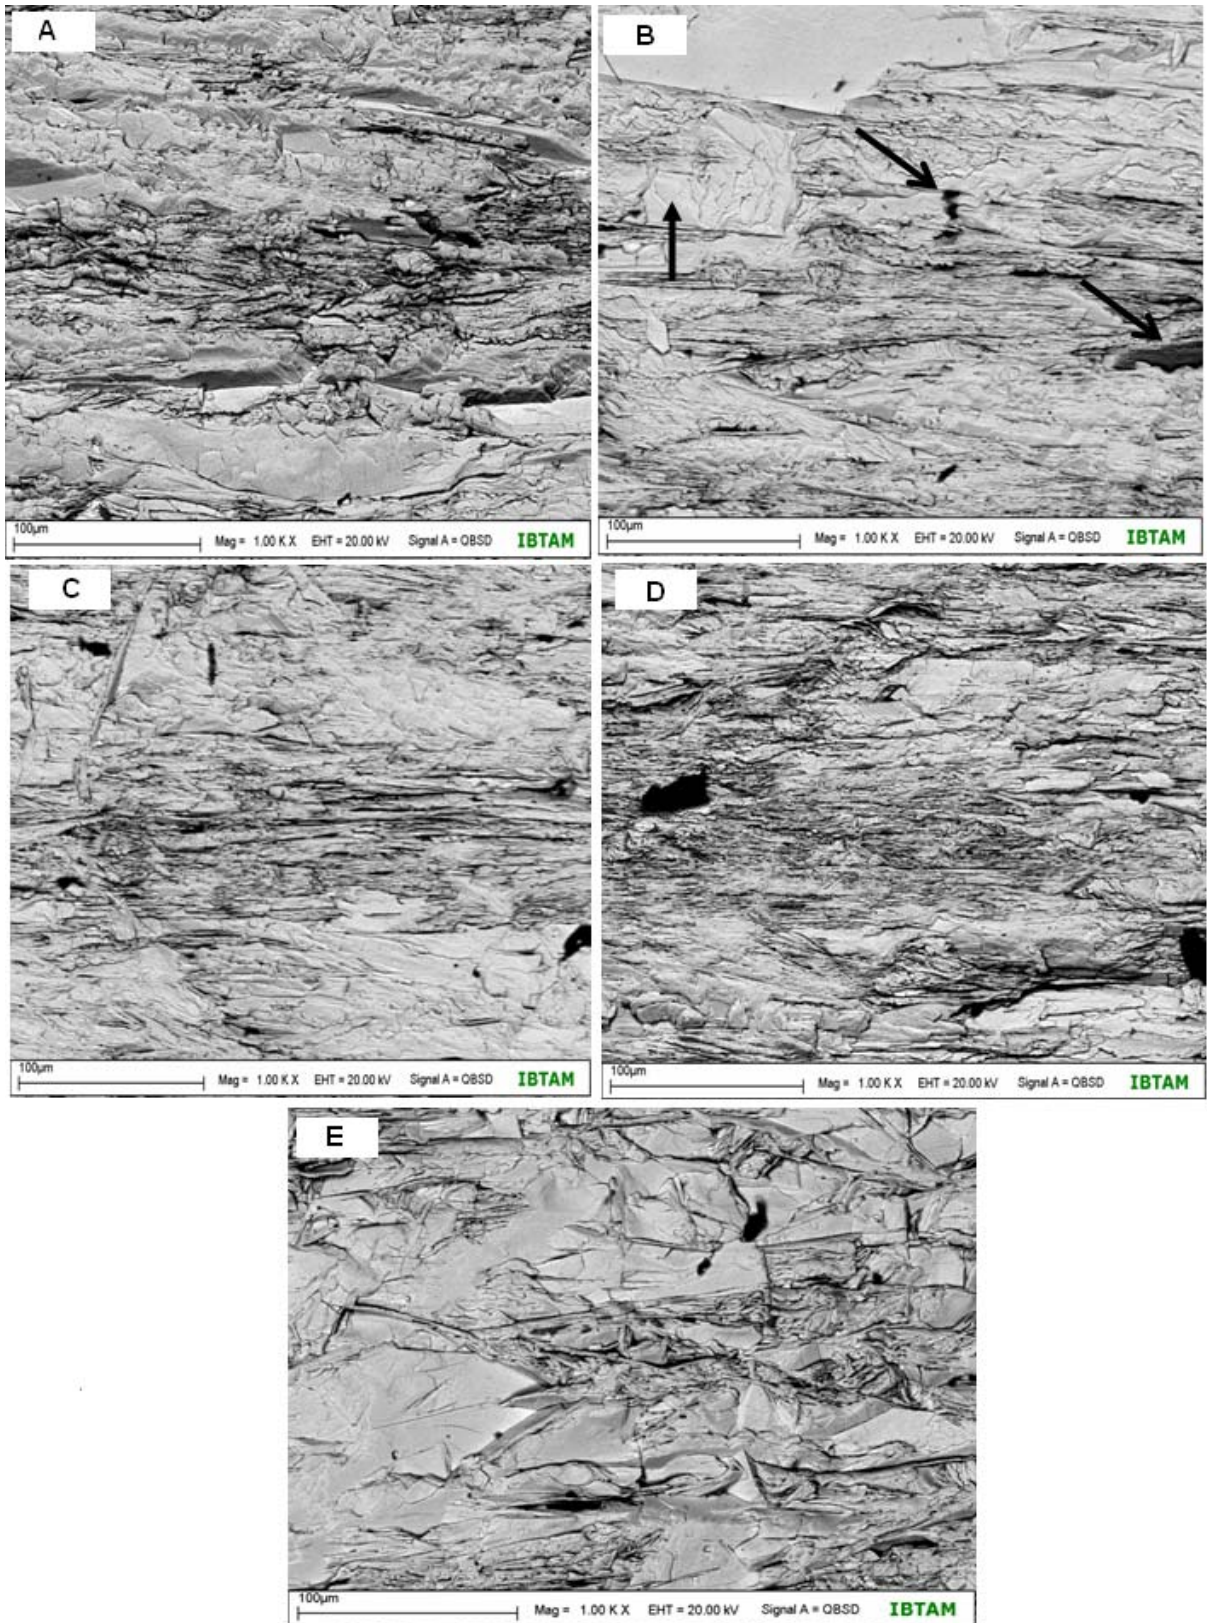 A
100µm
Mag = 1.00 K X EHT = 20.00 kV Signal A = QBSD IBTAM
B
100µm
Mag = 1.00 K X EHT = 20.00 kV Signal A = QBSD IBTAM
C
100µm
Mag = 1.00 K X EHT = 20.00 kV Signal A = QBSD IBTAM
D
100µm
Mag = 1.00 K X EHT = 20.00 kV Signal A = QBSD IBTAM
E
100µm
Mag = 1.00 K X EHT = 20.00 kV Signal A = QBSD IBTAM